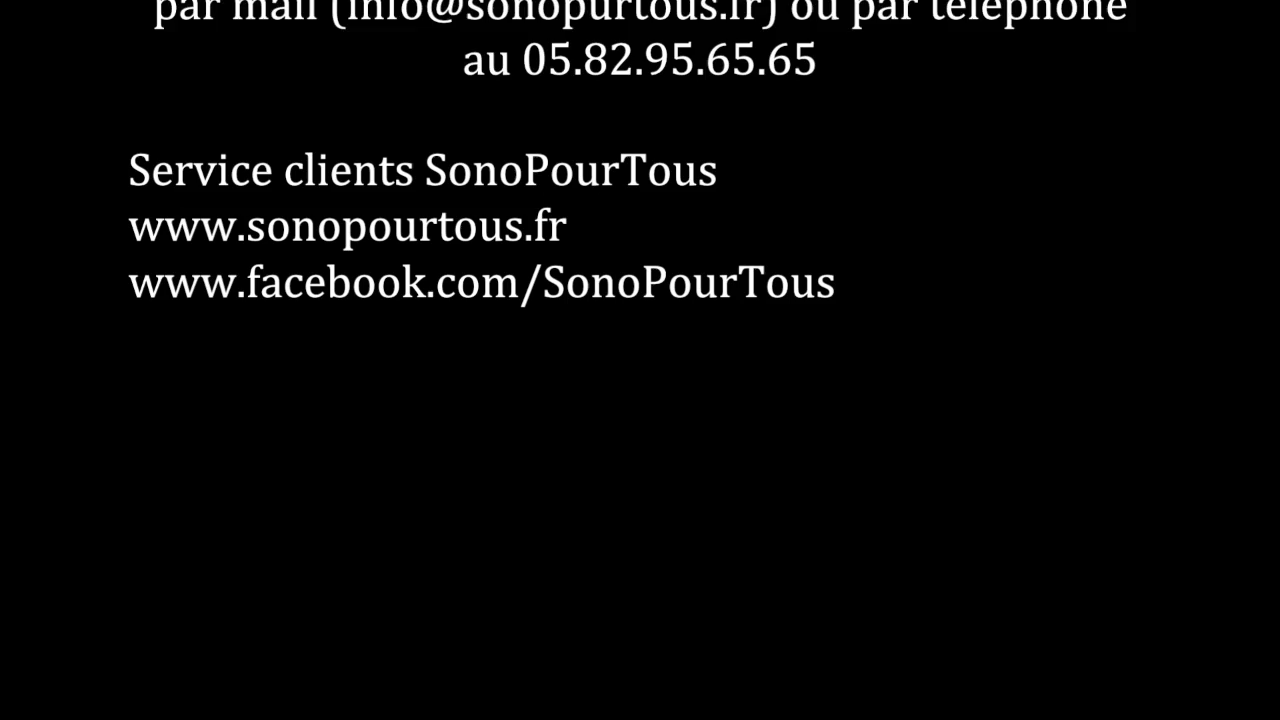 par mail (info@sonopurtous.fr) ou par téléphone
au 05.82.95.65.65
Service clients SonoPourTous
www.sonopourtous.fr
www.facebook.com/SonoPourTous